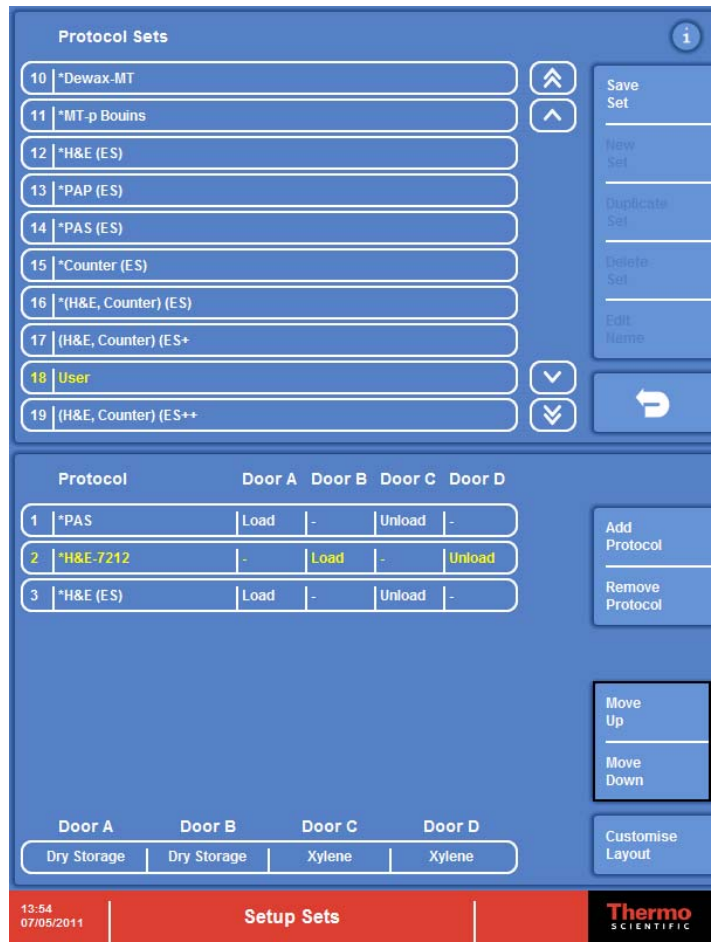 Protocol Sets
i
10 *Dewax-MT
11 *MT-p Bouins
12 *H&E (ES)
13 *PAP (ES)
14 *PAS (ES)
15 *Counter (ES)
16 *(H&E, Counter) (ES)
17 (H&E, Counter) (ES+
18 User
19 (H&E, Counter) (ES++
Save
Set
New
Set
Duplicate
Set
Delete
Set
Edit
Name
Protocol Door A Door B Door C Door D
1 *PAS Load - Unload -
2 *H&E-7212 - Load - Unload
3 *H&E (ES) Load - Unload -
Add
Protocol
Remove
Protocol
Move
Up
Move
Down
Door A Door B Door C Door D
Dry Storage Dry Storage Xylene Xylene
Customise
Layout
13:54
07/05/2011
Setup Sets
Thermo
SCIENTIFIC